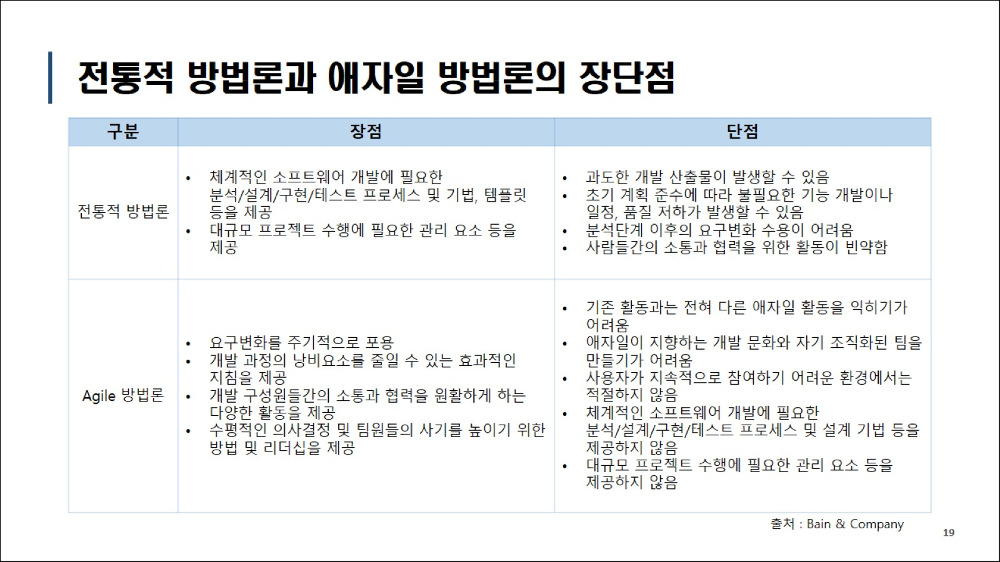 전통적 방법론과 애자일 방법론의 장단점
구분
장점
단점
전통적 방법론
• 체계적인 소프트웨어 개발에 필요한
분석/설계/구현/테스트 프로세스 및 기법, 템플릿
등을 제공
• 대규모 프로젝트 수행에 필요한 관리 요소 등을
제공
• 과도한 개발 산출물이 발생할 수 있음
• 초기 계획 준수에 따라 불필요한 기능 개발이나
일정, 품질 저하가 발생할 수 있음
• 분석단계 이후의 요구변화 수용이 어려움
• 사람들간의 소통과 협력을 위한 활동이 빈약함
Agile 방법론
• 요구변화를 주기적으로 포용
• 개발 과정의 낭비요소를 줄일 수 있는 효과적인
지침을 제공
• 개발 구성원들간의 소통과 협력을 원활하게 하는
다양한 활동을 제공
• 수평적인 의사결정 및 팀원들의 사기를 높이기 위한
방법 및 리더십을 제공
• 기존 활동과는 전혀 다른 애자일 활동을 익히기가
어려움
• 애자일이 지향하는 개발 문화와 자기 조직화된 팀을
만들기가 어려움
• 사용자가 지속적으로 참여하기 어려운 환경에서는
적절하지 않음
• 체계적인 소프트웨어 개발에 필요한
분석/설계/구현/테스트 프로세스 및 설계 기법 등을
제공하지 않음
• 대규모 프로젝트 수행에 필요한 관리 요소 등을
제공하지 않음
출처 : Bain & Company
19